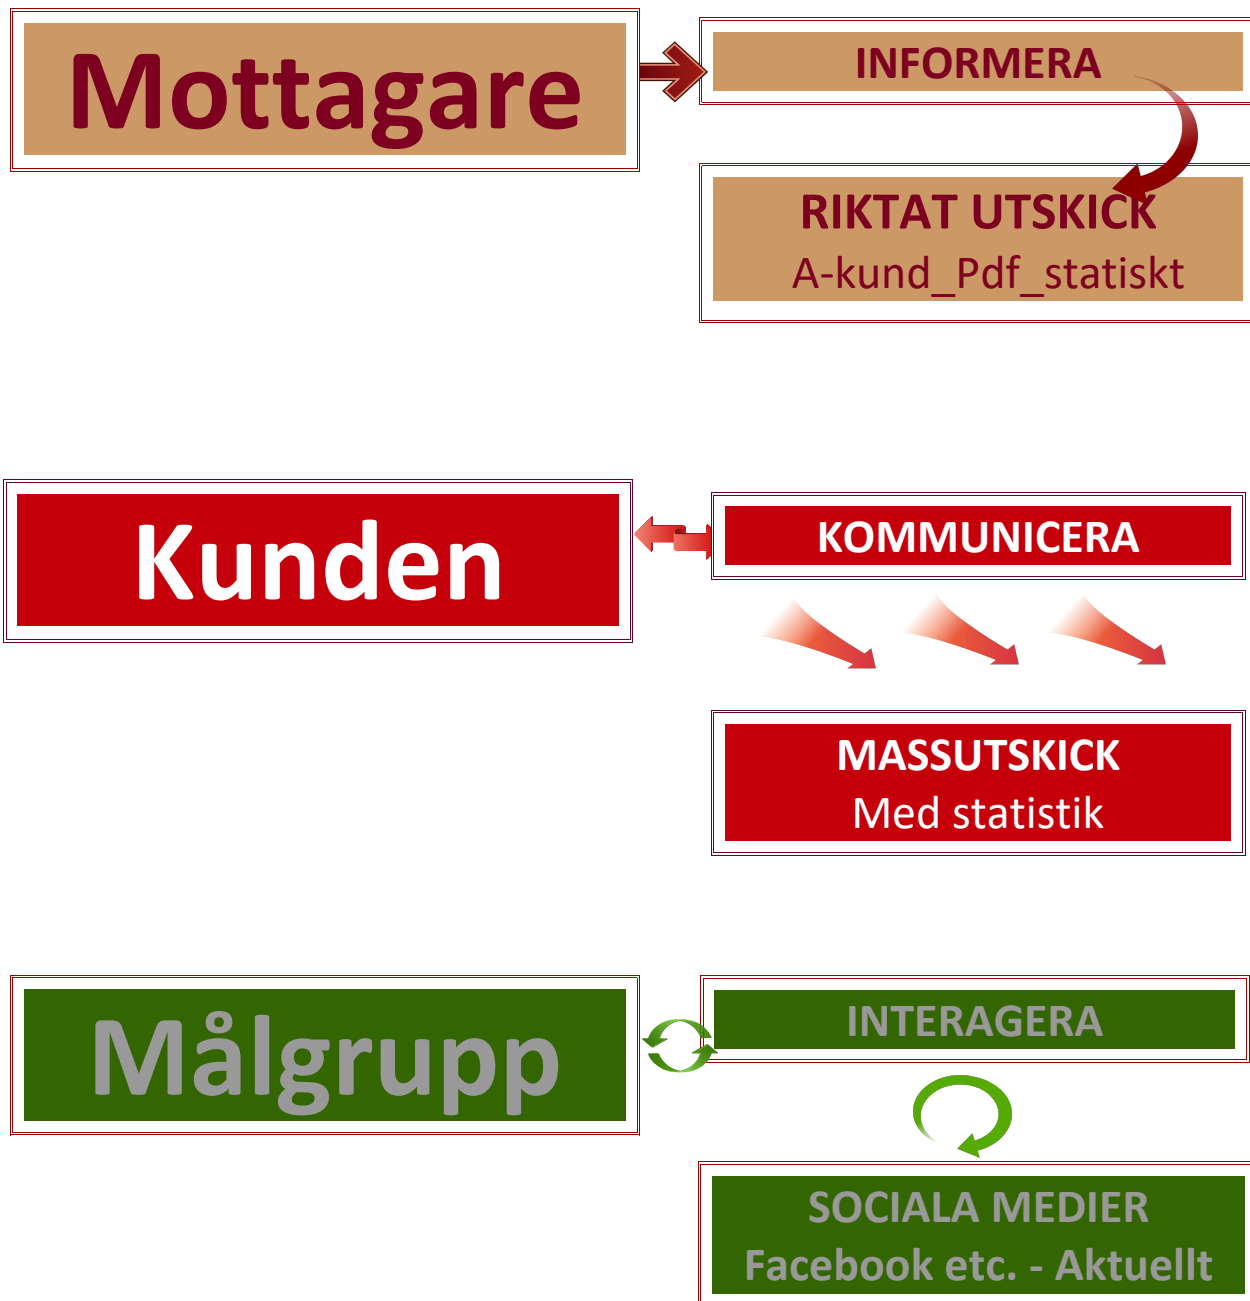 Mottagare
INFORMERA
RIKTAT UTSKICK
A-kund_Pdf_statiskt
Kunden
KOMMUNICERA
MASSUTSKICK
Med statistik
Målgrupp
INTERAGERA
SOCIALA MEDIER
Facebook etc. - Aktuellt